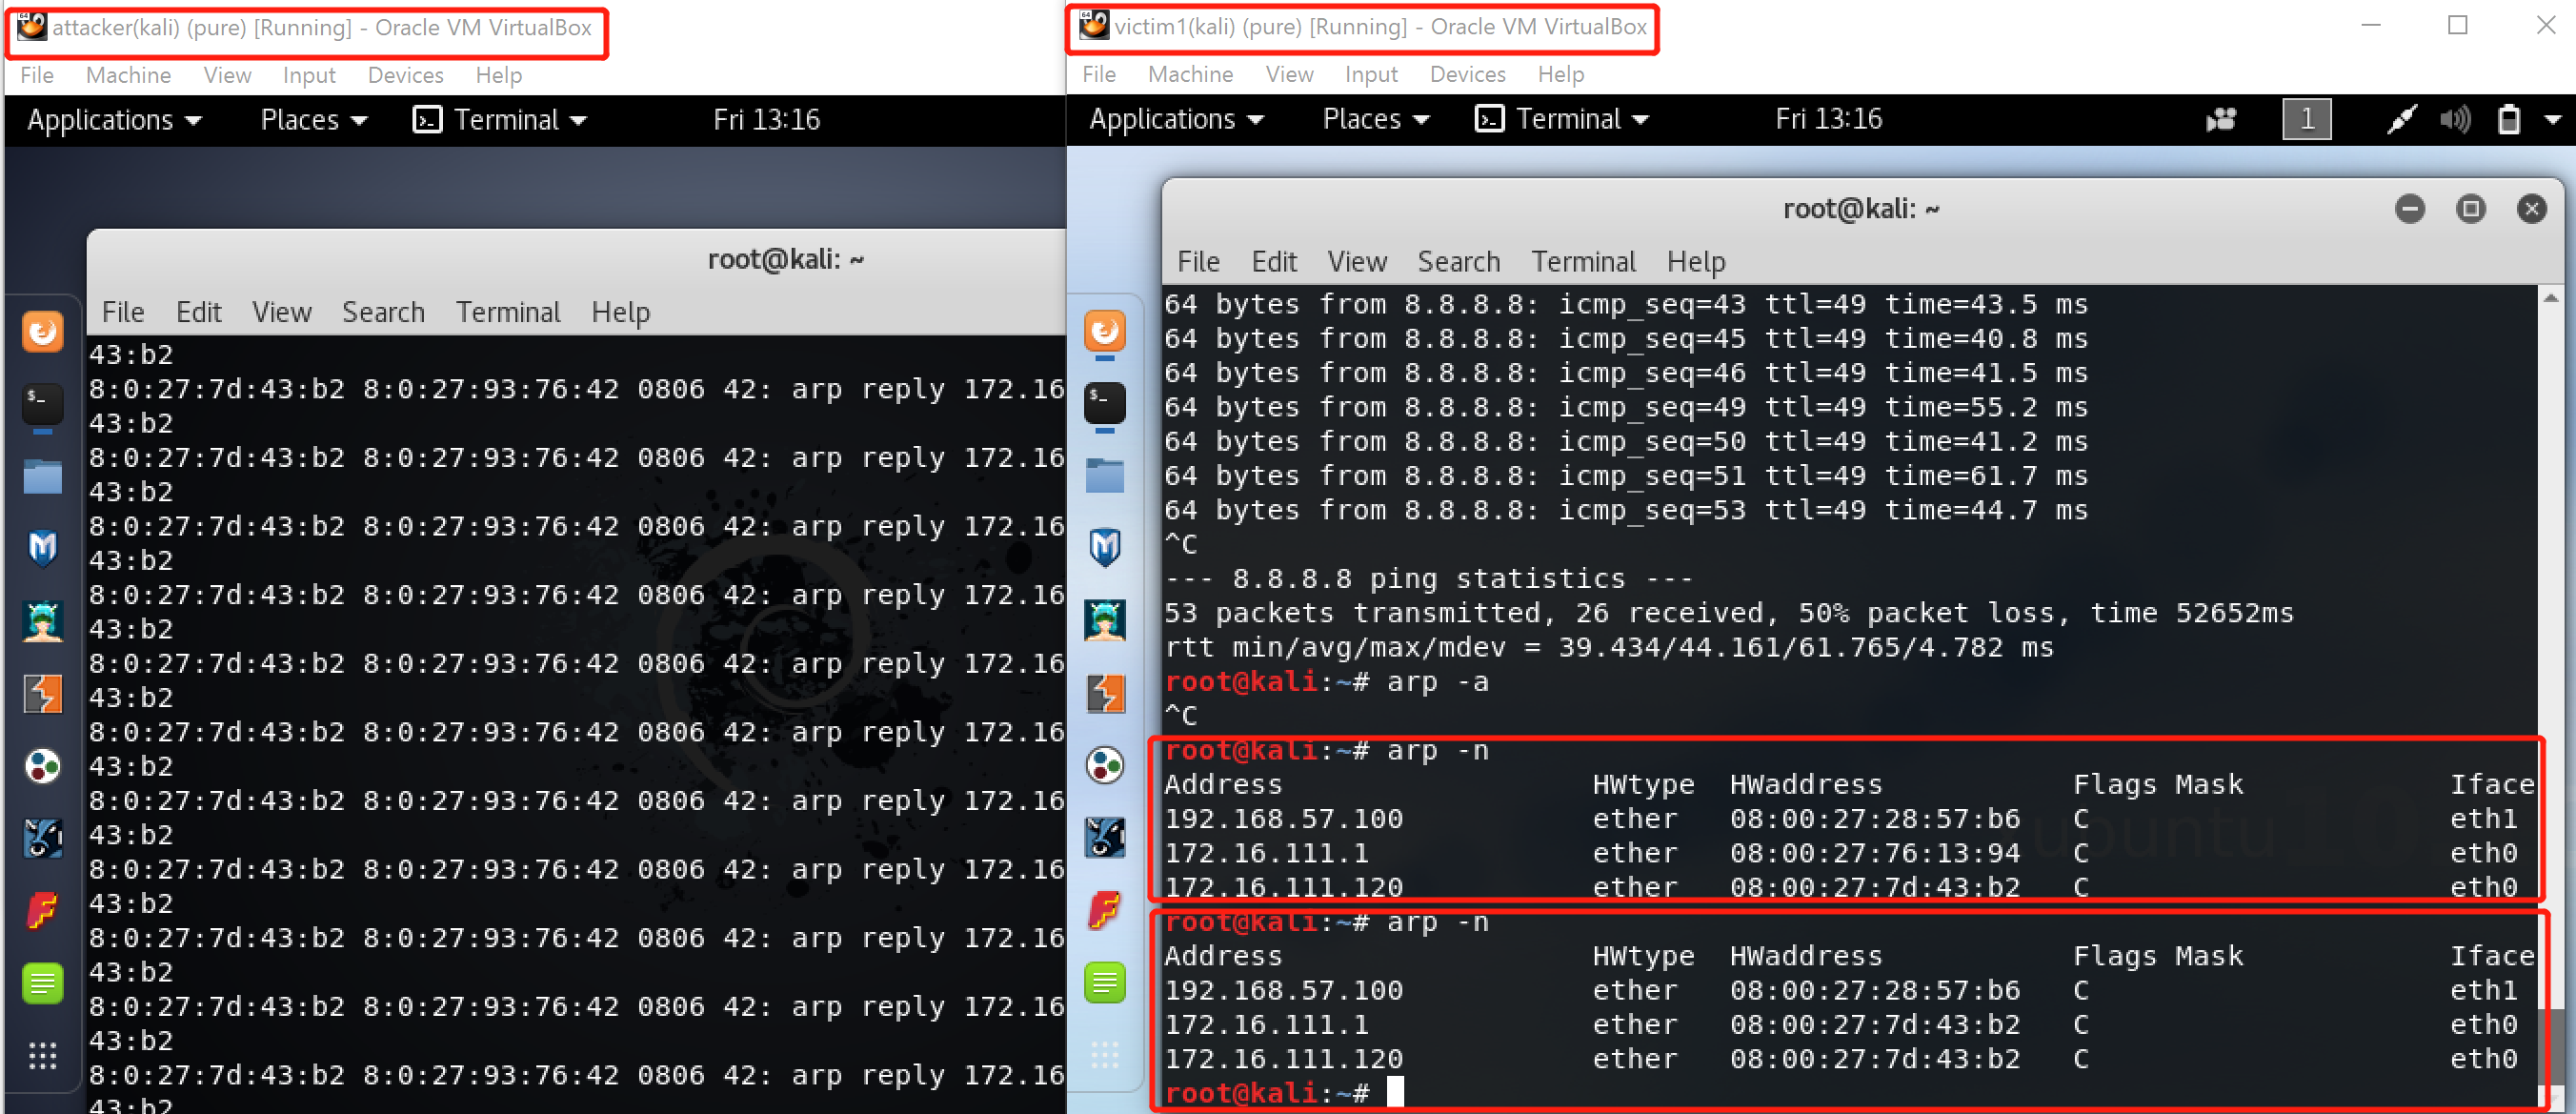 attacker(kali) (pure) [Running] - Oracle VM VirtualBox
File Machine View Input Devices Help
Applications Places Terminal Fri 13:16
root@kali: ~
File Edit View Search Terminal Help
43:b2
8:0:27:7d:43:b2 8:0:27:93:76:42 0806 42: arp reply 172.16
43:b2
8:0:27:7d:43:b2 8:0:27:93:76:42 0806 42: arp reply 172.16
43:b2
8:0:27:7d:43:b2 8:0:27:93:76:42 0806 42: arp reply 172.16
43:b2
8:0:27:7d:43:b2 8:0:27:93:76:42 0806 42: arp reply 172.16
43:b2
8:0:27:7d:43:b2 8:0:27:93:76:42 0806 42: arp reply 172.16
43:b2
8:0:27:7d:43:b2 8:0:27:93:76:42 0806 42: arp reply 172.16
43:b2
8:0:27:7d:43:b2 8:0:27:93:76:42 0806 42: arp reply 172.16
43:b2
8:0:27:7d:43:b2 8:0:27:93:76:42 0806 42: arp reply 172.16
43:b2
8:0:27:7d:43:b2 8:0:27:93:76:42 0806 42: arp reply 172.16
43:b2
8:0:27:7d:43:b2 8:0:27:93:76:42 0806 42: arp reply 172.16
43:b2
8:0:27:7d:43:b2 8:0:27:93:76:42 0806 42: arp reply 172.16
43:b2
victim1(kali) (pure) [Running] - Oracle VM VirtualBox
File Machine View Input Devices Help
Applications Places Terminal Fri 13:16 1
root@kali: ~
File Edit View Search Terminal Help
64 bytes from 8.8.8.8: icmp_seq=43 ttl=49 time=43.5 ms
64 bytes from 8.8.8.8: icmp_seq=45 ttl=49 time=40.8 ms
64 bytes from 8.8.8.8: icmp_seq=46 ttl=49 time=41.5 ms
64 bytes from 8.8.8.8: icmp_seq=49 ttl=49 time=55.2 ms
64 bytes from 8.8.8.8: icmp_seq=50 ttl=49 time=41.2 ms
64 bytes from 8.8.8.8: icmp_seq=51 ttl=49 time=61.7 ms
64 bytes from 8.8.8.8: icmp_seq=53 ttl=49 time=44.7 ms
^C
--- 8.8.8.8 ping statistics ---
53 packets transmitted, 26 received, 50% packet loss, time 52652ms
rtt min/avg/max/mdev = 39.434/44.161/61.765/4.782 ms
root@kali:~# arp -a
^C
root@kali:~# arp -n
Address HWtype HWaddress Flags Mask Iface
192.168.57.100 ether 08:00:27:28:57:b6 C eth1
172.16.111.1 ether 08:00:27:76:13:94 C eth0
172.16.111.120 ether 08:00:27:7d:43:b2 C eth0
root@kali:~# arp -n
Address HWtype HWaddress Flags Mask Iface
192.168.57.100 ether 08:00:27:28:57:b6 C eth1
172.16.111.1 ether 08:00:27:7d:43:b2 C eth0
172.16.111.120 ether 08:00:27:7d:43:b2 C eth0
root@kali:~#